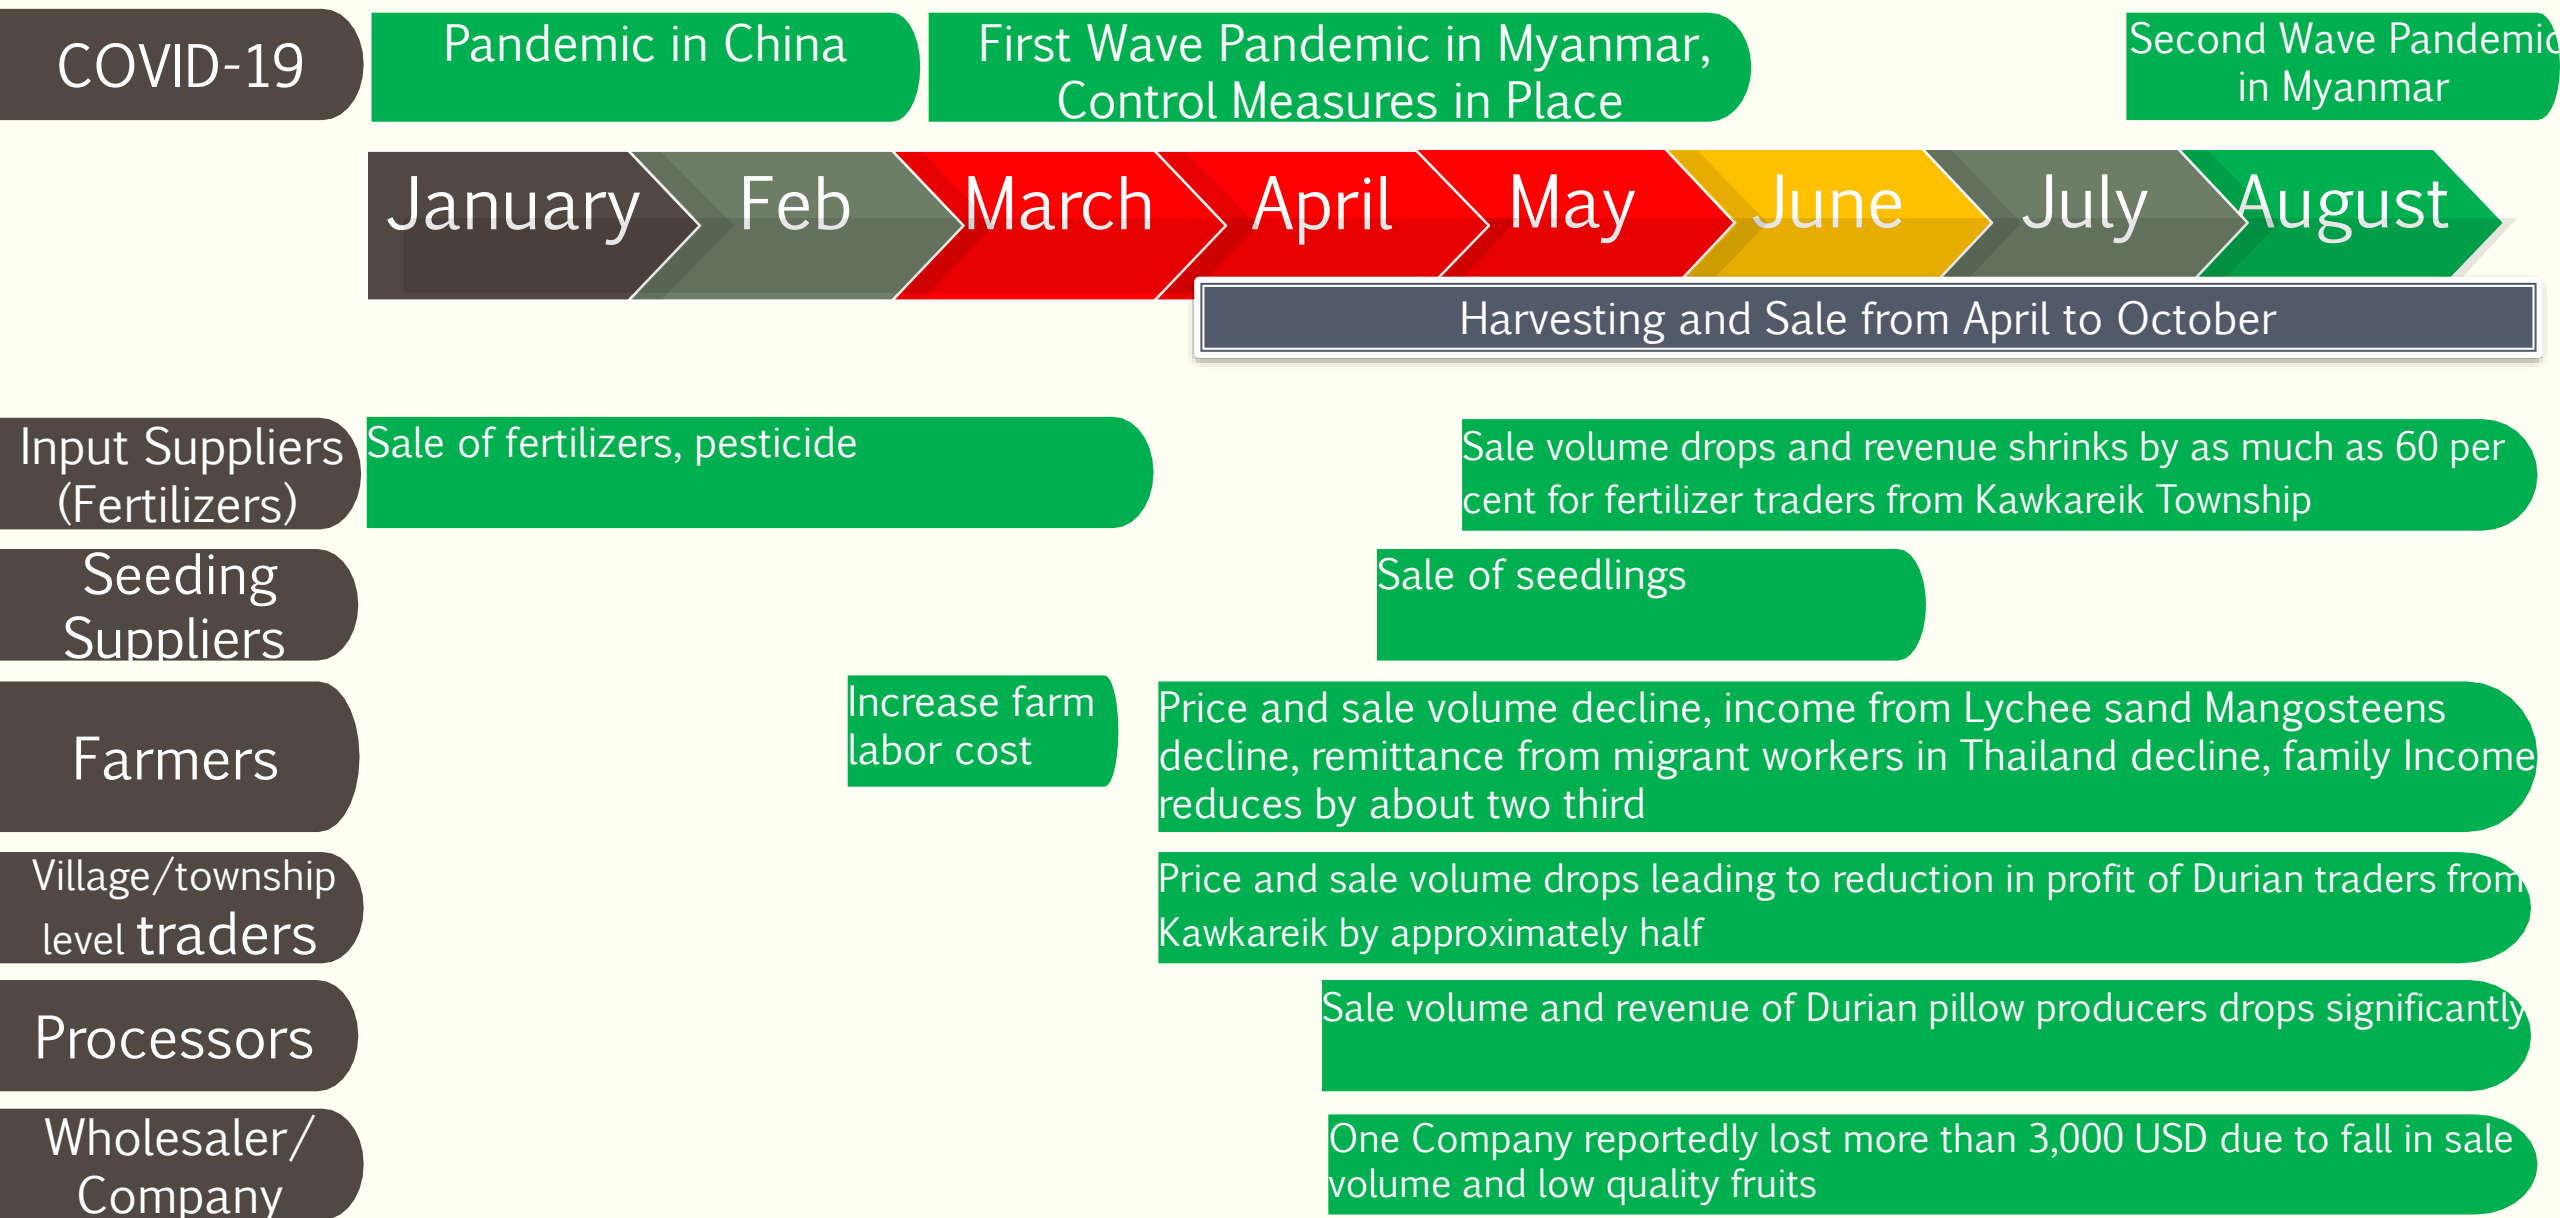 COVID-19
Pandemic in China
First Wave Pandemic in Myanmar,
Control Measures in Place
Second Wave Pandemic
in Myanmar
January
Feb
March
April
May
June
July
August
Harvesting and Sale from April to October
Input Suppliers
(Fertilizers)
Sale of fertilizers, pesticide
Sale volume drops and revenue shrinks by as much as 60 per
cent for fertilizer traders from Kawkareik Township
Seeding
Suppliers
Sale of seedlings
Farmers
Increase farm
labor cost
Price and sale volume decline, income from Lychee sand Mangosteens
decline, remittance from migrant workers in Thailand decline, family Income
reduces by about two third
Village/township
level traders
Price and sale volume drops leading to reduction in profit of Durian traders from
Kawkareik by approximately half
Processors
Sale volume and revenue of Durian pillow producers drops significantly
Wholesaler/
Company
One Company reportedly lost more than 3,000 USD due to fall in sale
volume and low quality fruits